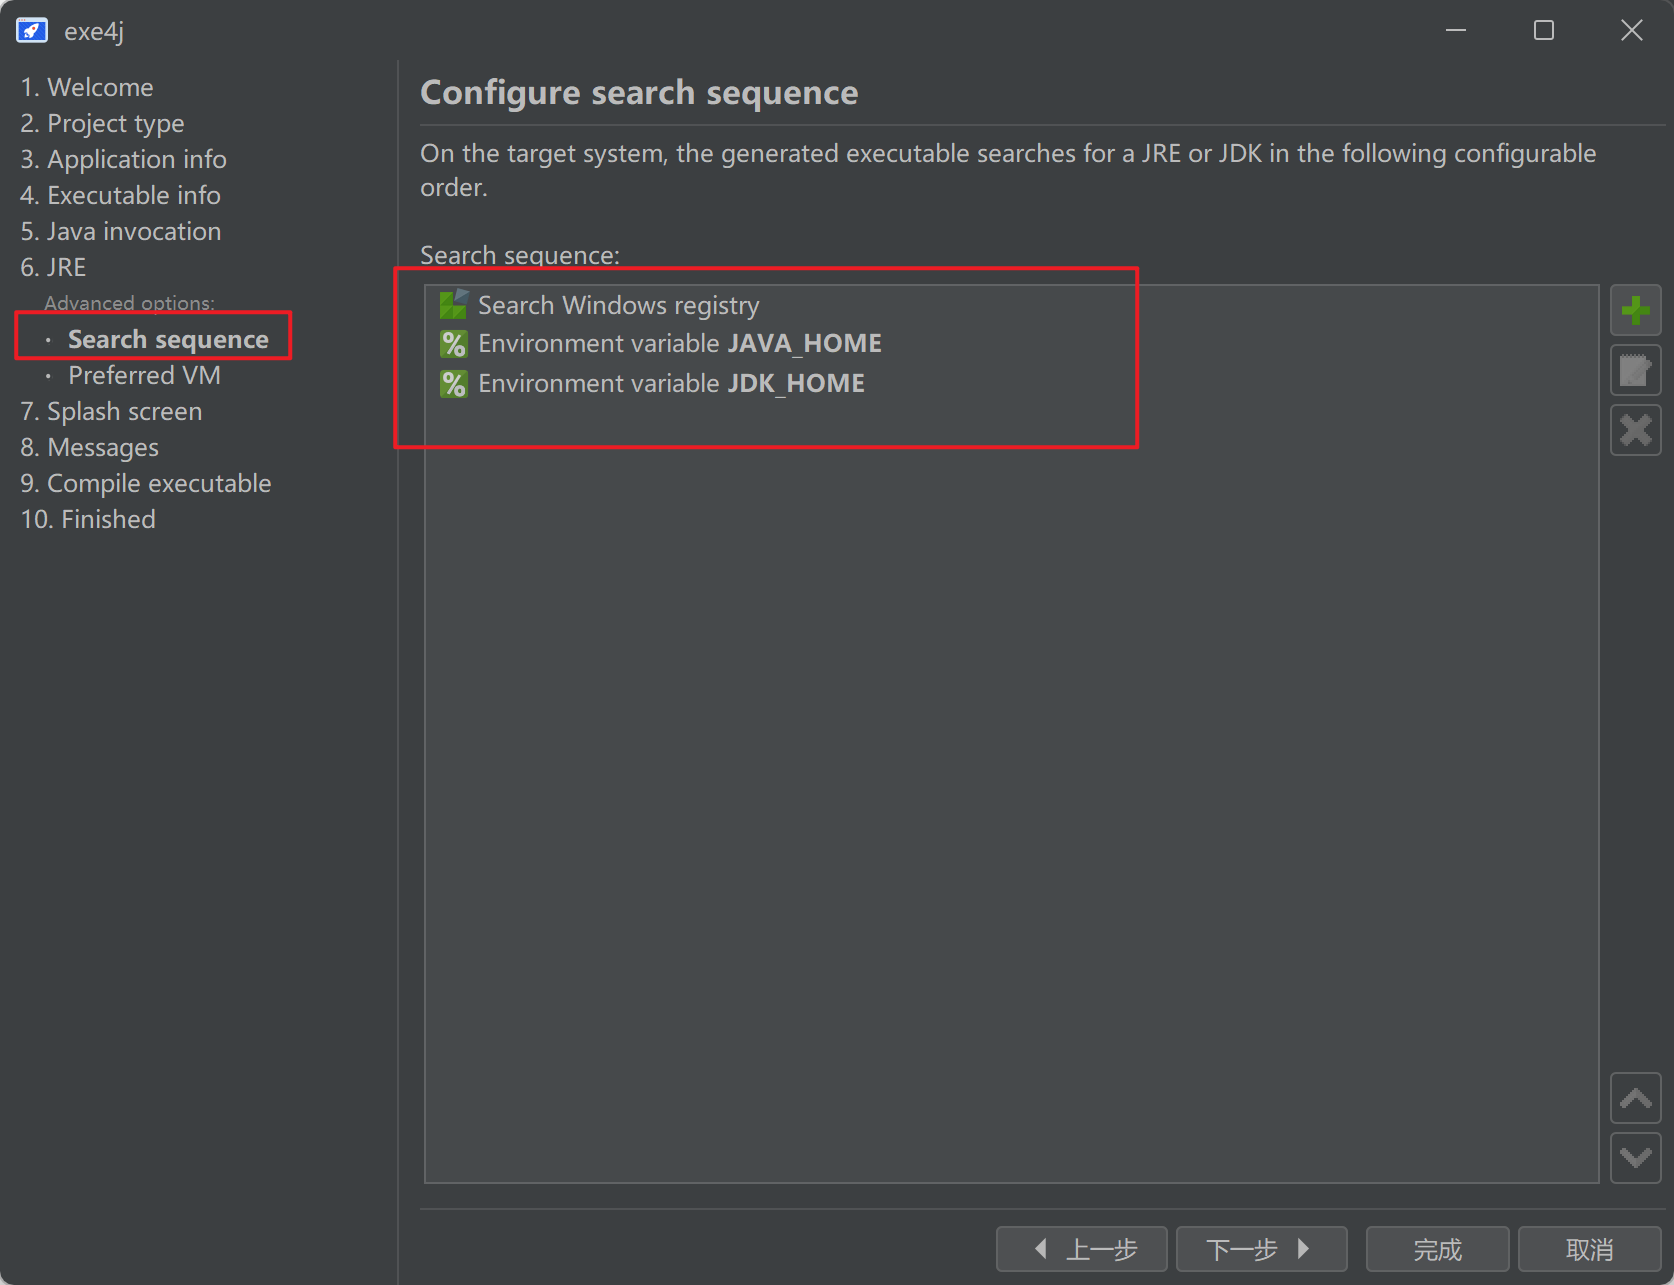 exe4j
1. Welcome
2. Project type
3. Application info
4. Executable info
5. Java invocation
6. JRE
Advanced options:
· Search sequence
· Preferred VM
7. Splash screen
8. Messages
9. Compile executable
10. Finished
Configure search sequence
On the target system, the generated executable searches for a JRE or JDK in the following configurable
order.
Search sequence:
Search Windows registry
Environment variable JAVA_HOME
Environment variable JDK_HOME
上一步
下一步
完成
取消